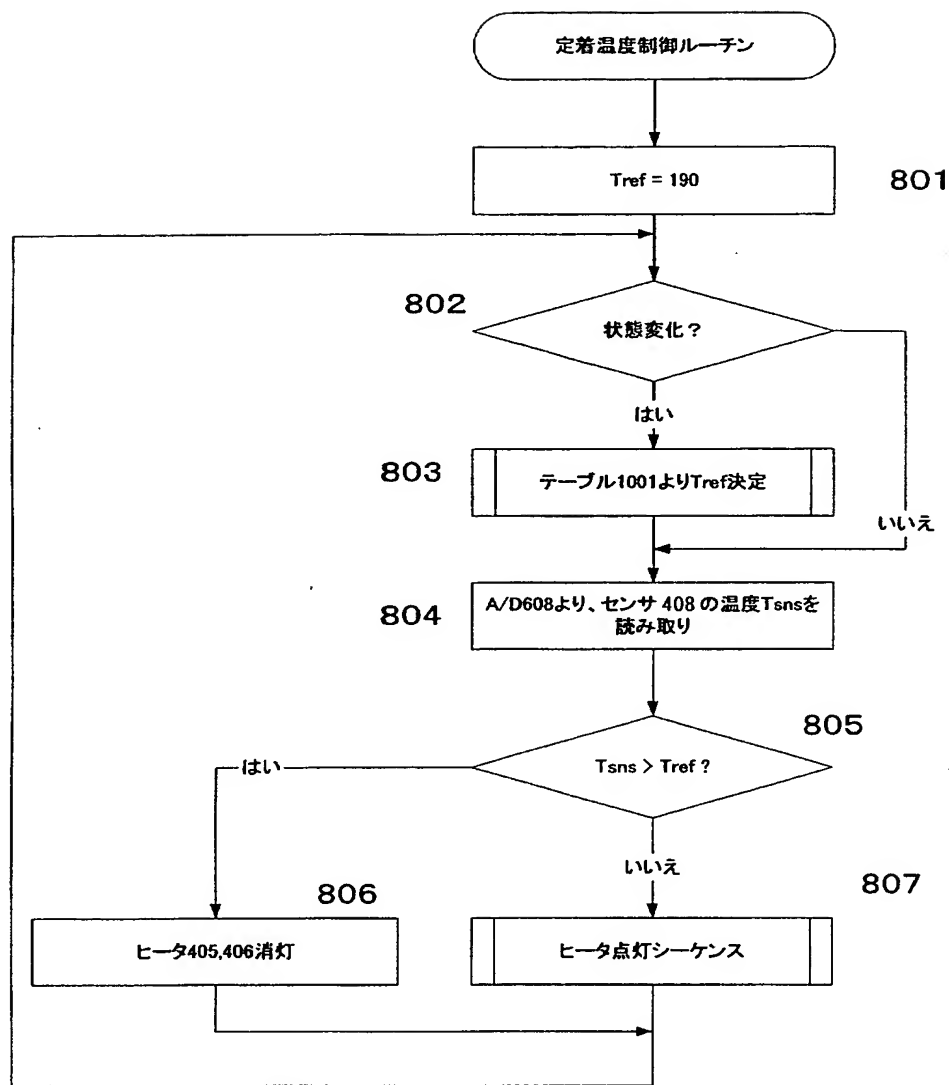 定着温度制御ルーチン
Tref = 190
801
802
状態変化？
はい
803
テーブル1001よりTref決定
いいえ
804
A/D608より、センサ 408 の温度Tsnsを
読み取り
805
Tsns > Tref ?
はい
いいえ
806
807
ヒータ405,406消灯
ヒータ点灯シーケンス